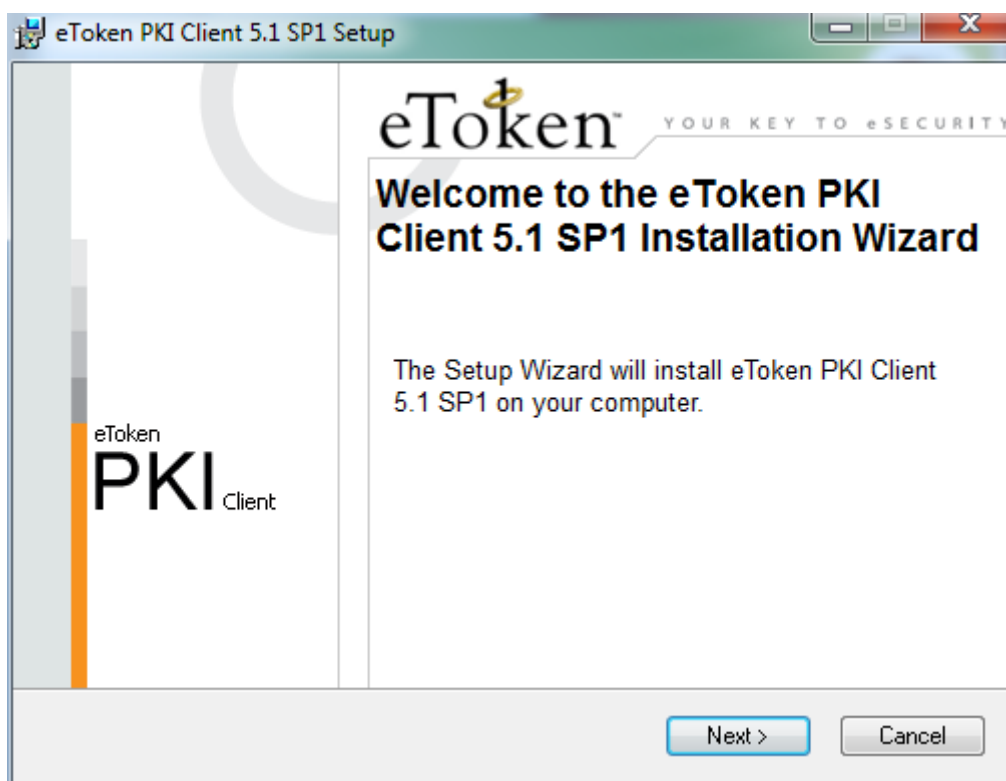 eToken PKI Client 5.1 SP1 Setup
eToken™
YOUR KEY TO eSECURITY
Welcome to the eToken PKI
Client 5.1 SP1 Installation Wizard
The Setup Wizard will install eToken PKI Client
5.1 SP1 on your computer.
eToken
PKI Client
Next >
Cancel